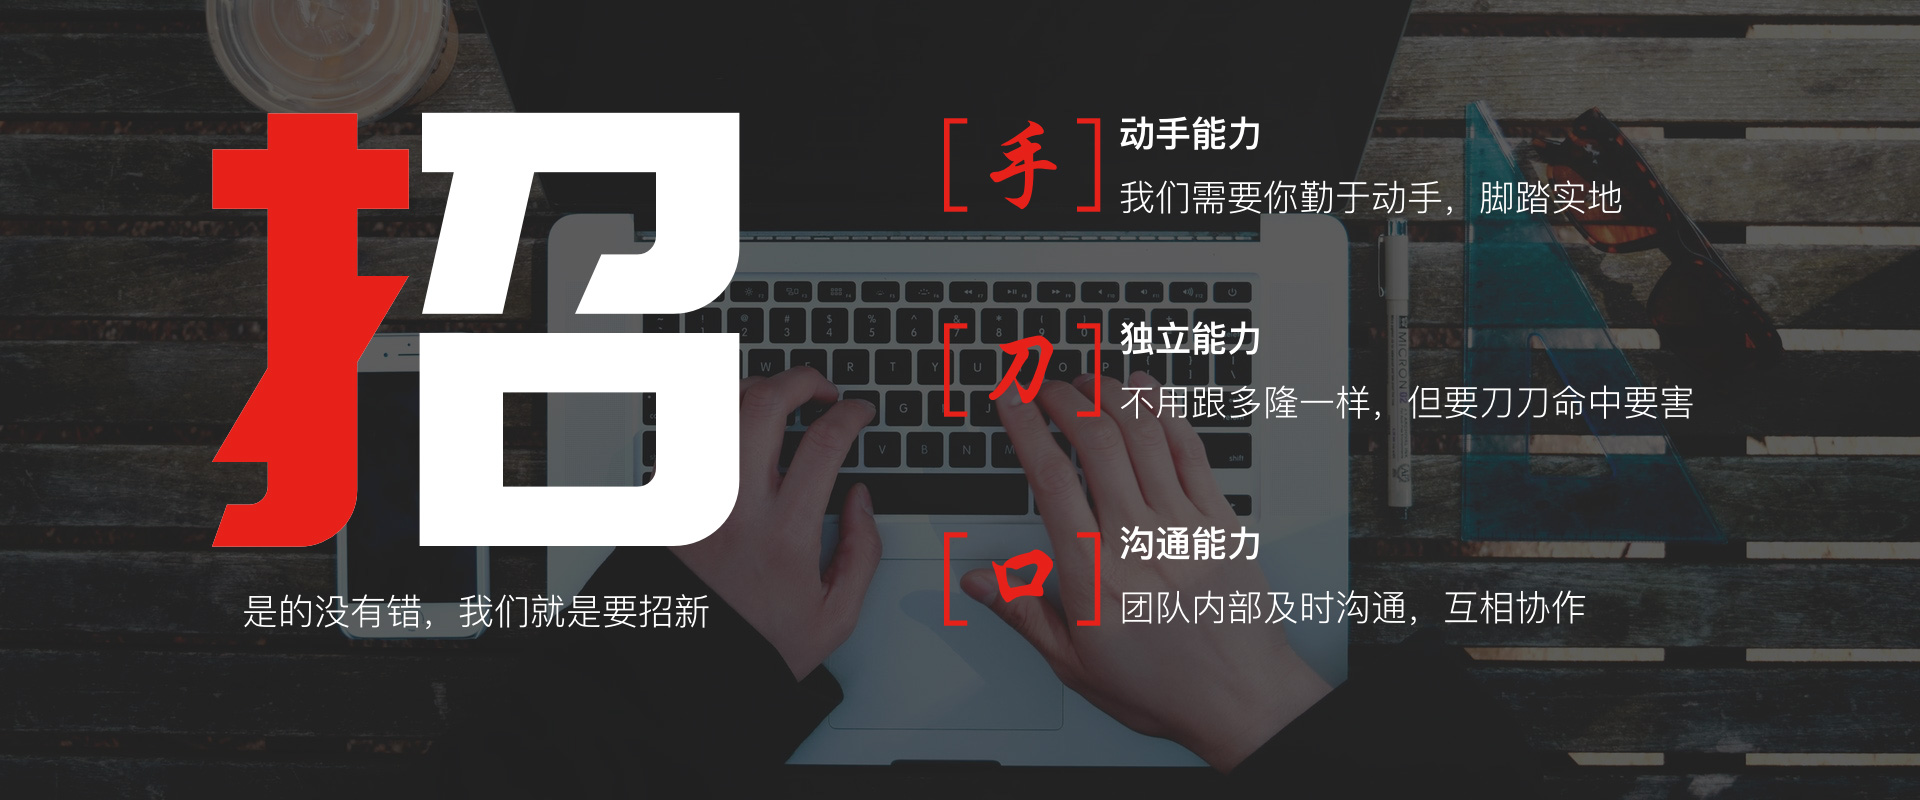 招
是的没有错，我们就是要招新
[手]
动手能力
我们需要你勤于动手，脚踏实地
[刀]
独立能力
不用跟多隆一样，但要刀刀命中要害
[口]
沟通能力
团队内部及时沟通，互相协作
MICRON
shift